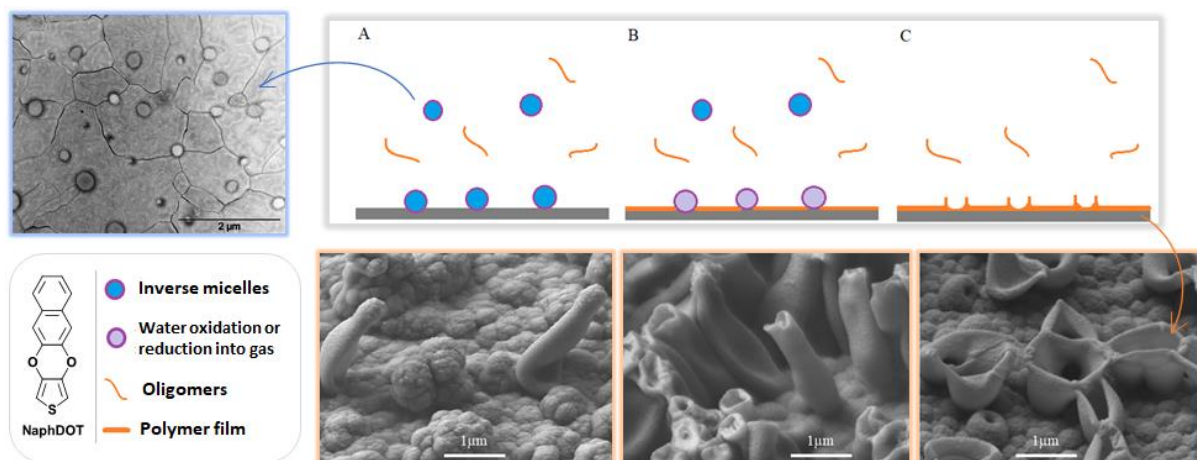 2 µm
A
B
C
O
O
S
NaphDOT
Inverse micelles
Water oxidation or
reduction into gas
Oligomers
Polymer film
1µm
1µm
1µm